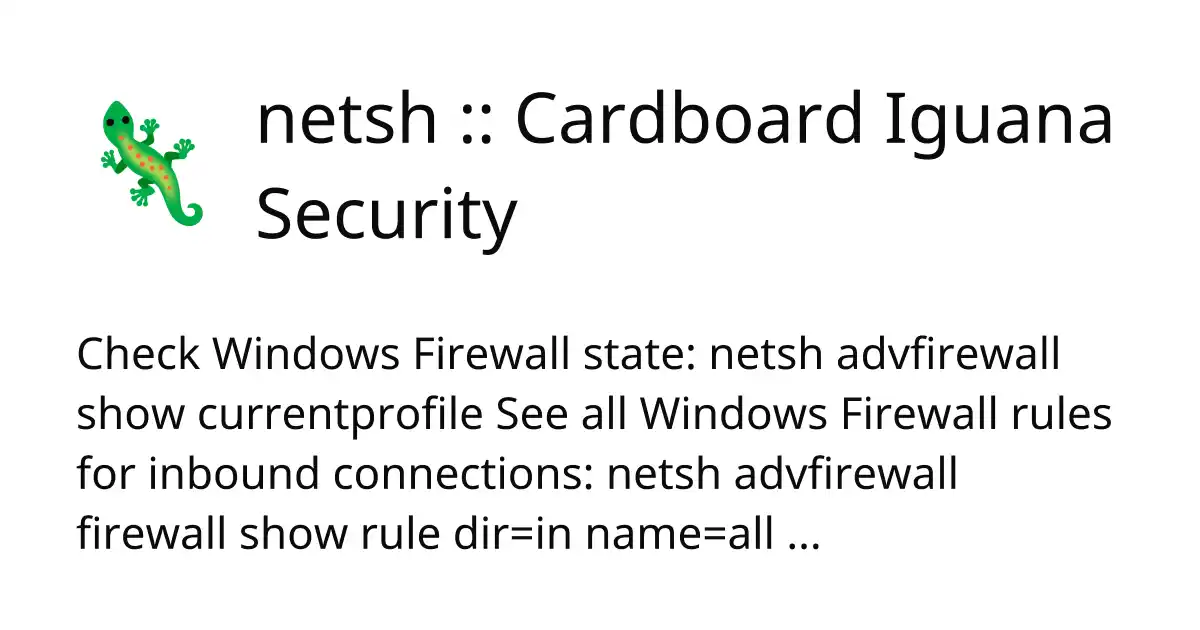 netsh :: Cardboard Iguana
Security
Check Windows Firewall state: netsh advfirewall
show currentprofile See all Windows Firewall rules
for inbound connections: netsh advfirewall
firewall show rule dir=in name=all ...